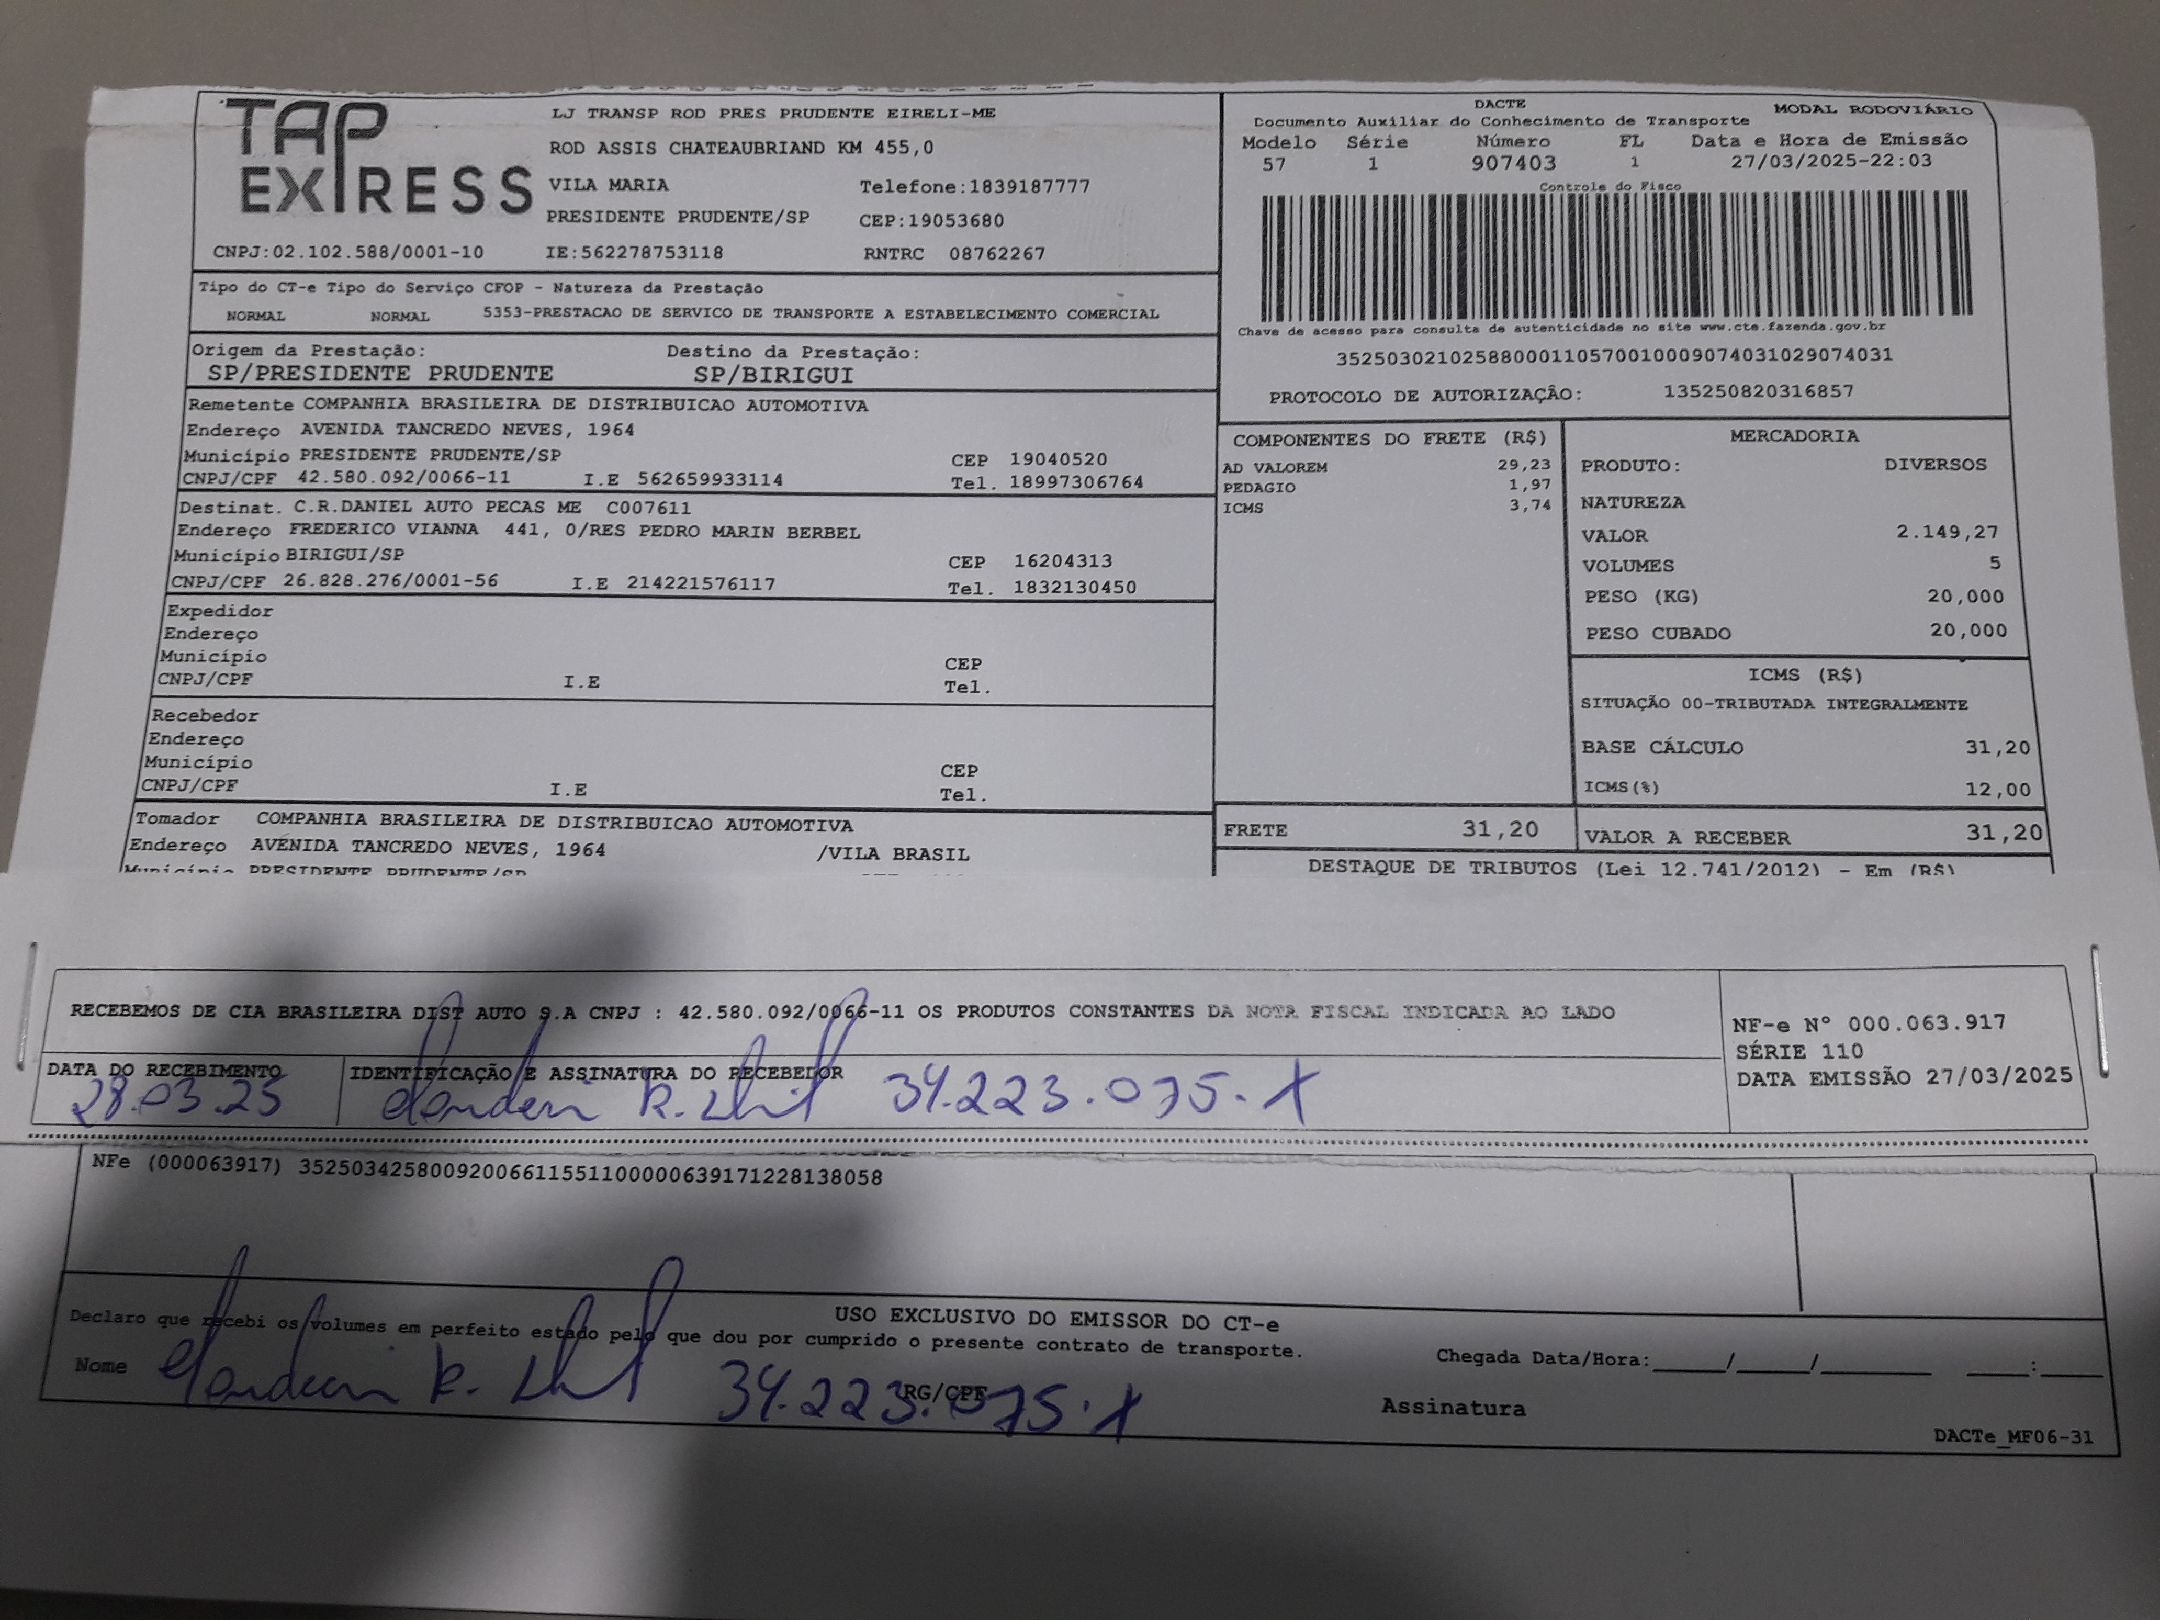 TAP EXPRESS
LJ TRANSP ROD PRES PRUDENTE EIRELI-ME
ROD ASSIS CHATEAUBRIAND KM 455,0
VILA MARIA Telefone:1839187777
PRESIDENTE PRUDENTE/SP CEP:19053680
CNPJ:02.102.588/0001-10 IE:562278753118 RNTRC 08762267
DACTE MODAL RODOVIÁRIO
Documento Auxiliar do Conhecimento de Transporte
Modelo Série Número FL Data e Hora de Emissão
57 1 907403 1 27/03/2025-22:03
Controle do Fisco
Chave de acesso para consulta de autenticidade no site www.cte.fazenda.gov.br
35250302102588000110570010009074031029074031
PROTOCOLO DE AUTORIZAÇÃO: 135250820316857
Tipo do CT-e Tipo do Serviço CFOP - Natureza da Prestação
NORMAL NORMAL 5353-PRESTACAO DE SERVICO DE TRANSPORTE A ESTABELECIMENTO COMERCIAL
Origem da Prestação: Destino da Prestação:
SP/PRESIDENTE PRUDENTE SP/BIRIGUI
Remetente COMPANHIA BRASILEIRA DE DISTRIBUICAO AUTOMOTIVA
Endereço AVENIDA TANCREDO NEVES, 1964
Município PRESIDENTE PRUDENTE/SP CEP 19040520
CNPJ/CPF 42.580.092/0066-11 I.E 562659933114 Tel. 18997306764
Destinat. C.R.DANIEL AUTO PECAS ME C007611
Endereço FREDERICO VIANNA 441, 0/RES PEDRO MARIN BERBEL
Município BIRIGUI/SP CEP 16204313
CNPJ/CPF 26.828.276/0001-56 I.E 214221576117 Tel. 1832130450
Expedidor
Endereço
Município CEP
CNPJ/CPF I.E Tel.
Recebedor
Endereço
Município CEP
CNPJ/CPF I.E Tel.
Tomador COMPANHIA BRASILEIRA DE DISTRIBUICAO AUTOMOTIVA
Endereço AVENIDA TANCREDO NEVES, 1964 /VILA BRASIL
Município PRESIDENTE PRUDENTE/SP
COMPONENTES DO FRETE (R$)
AD VALOREM 29,23
PEDAGIO 1,97
ICMS 3,74
FRETE 31,20
MERCADORIA
PRODUTO: DIVERSOS
NATUREZA
VALOR 2.149,27
VOLUMES 5
PESO (KG) 20,000
PESO CUBADO 20,000
ICMS (R$)
SITUAÇÃO 00-TRIBUTADA INTEGRALMENTE
BASE CÁLCULO 31,20
ICMS(%) 12,00
VALOR A RECEBER 31,20
DESTAQUE DE TRIBUTOS (Lei 12.741/2012) - Em (R$)
RECEBEMOS DE CIA BRASILEIRA DIST AUTO S.A CNPJ : 42.580.092/0066-11 OS PRODUTOS CONSTANTES DA NOTA FISCAL INDICADA AO LADO
DATA DO RECEBIMENTO IDENTIFICAÇÃO E ASSINATURA DO RECEBEDOR
28.03.25 34.223.075-X
NF-e Nº 000.063.917
SÉRIE 110
DATA EMISSÃO 27/03/2025
NFe (000063917) 35250342580092006611551100000639171228138058
USO EXCLUSIVO DO EMISSOR DO CT-e
Declaro que recebi os volumes em perfeito estado pelo que dou por cumprido o presente contrato de transporte.
Nome RG/CPF 34.223.075-X
Chegada Data/Hora:____/____/______ ____:____
Assinatura
DACTe_MF06-31